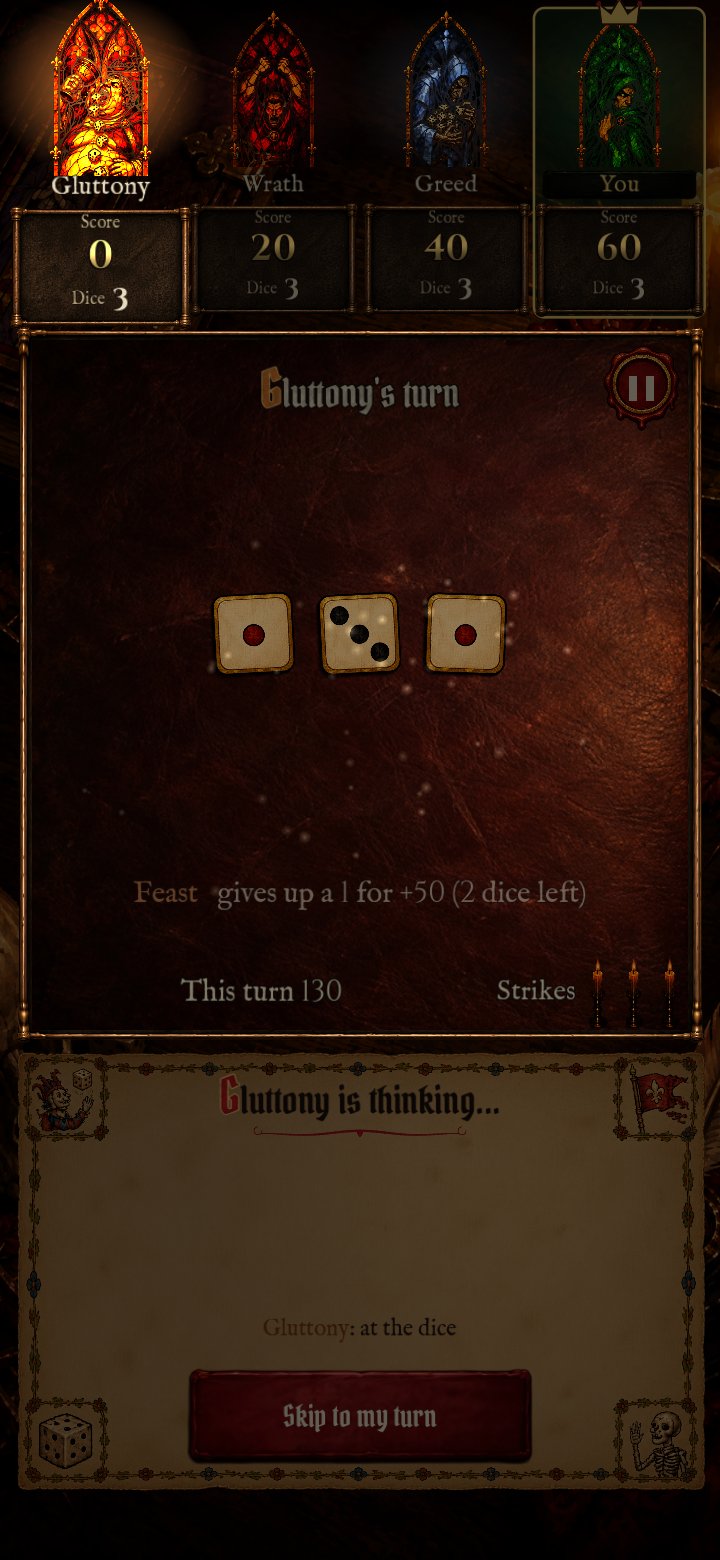 Gluttony
Wrath
Greed
You
Score
0
Dice 3
Score
20
Dice 3
Score
40
Dice 3
Score
60
Dice 3
Gluttony's turn
Feast gives up a 1 for +50 (2 dice left)
This turn 130
Strikes
Gluttony is thinking...
Gluttony: at the dice
Skip to my turn